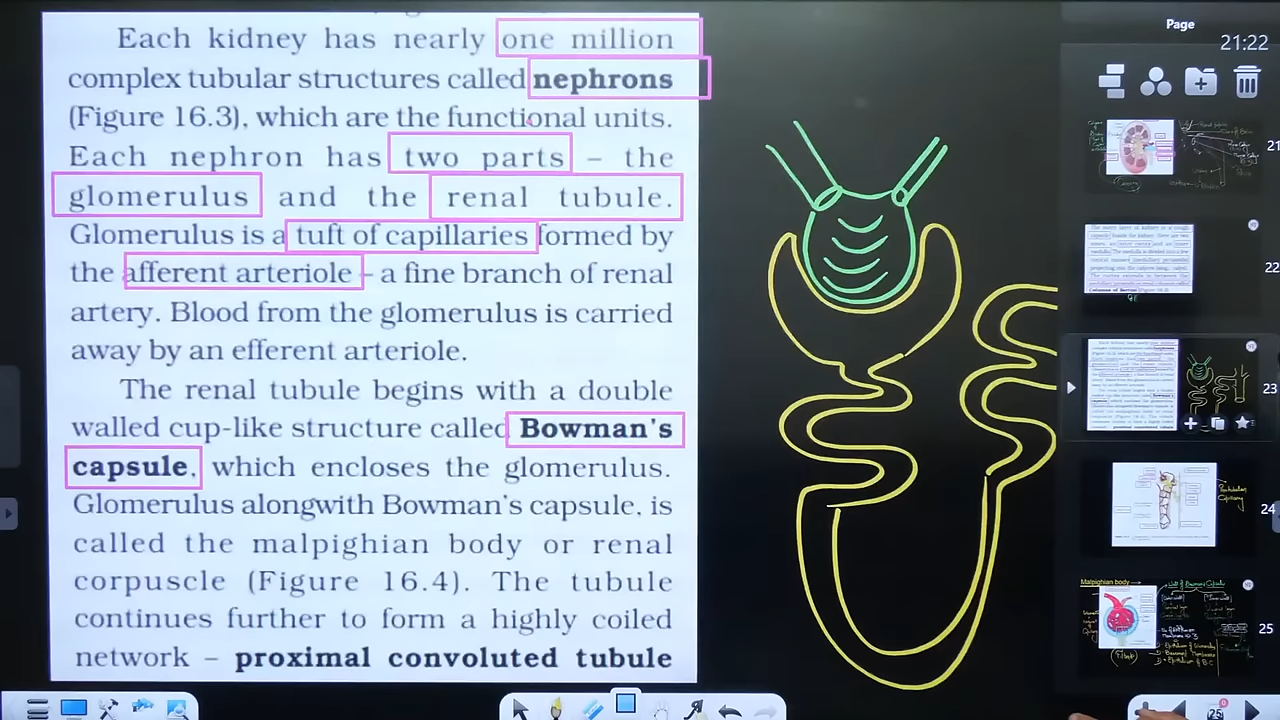 Each kidney has nearly one million
complex tubular structures called nephrons
(Figure 16.3), which are the functional units.
Each nephron has two parts – the
glomerulus and the renal tubule.
Glomerulus is a tuft of capillaries formed by
the afferent arteriole – a fine branch of renal
artery. Blood from the glomerulus is carried
away by an efferent arteriole.
The renal tubule begins with a double
walled cup-like structure called Bowman's
capsule, which encloses the glomerulus.
Glomerulus alongwith Bowman's capsule, is
called the malpighian body or renal
corpuscle (Figure 16.4). The tubule
continues further to form a highly coiled
network – proximal convoluted tubule
Page
21:22
21
22
23
24
25
Malpighian body